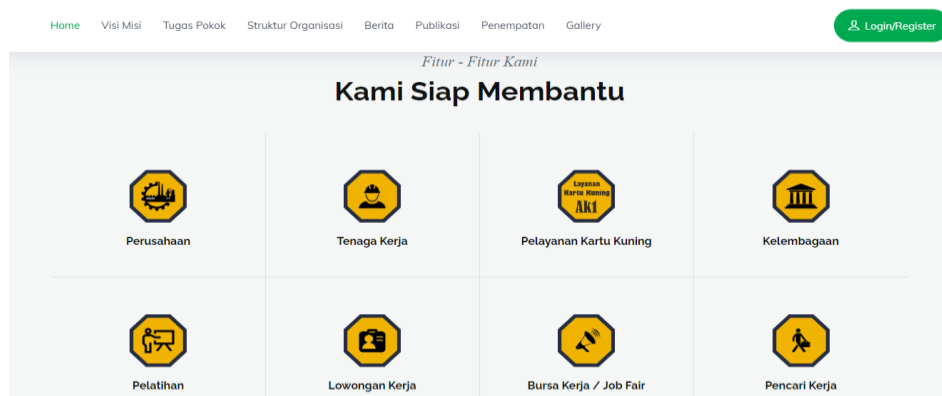 Home Visi Misi Tugas Pokok Struktur Organisasi Berita Publikasi Penempatan Gallery Login/Register
Fitur - Fitur Kami
Kami Siap Membantu
Layanan
Kartu Kuning
AK1
Perusahaan Tenaga Kerja Pelayanan Kartu Kuning Kelembagaan
Pelatihan Lowongan Kerja Bursa Kerja / Job Fair Pencari Kerja